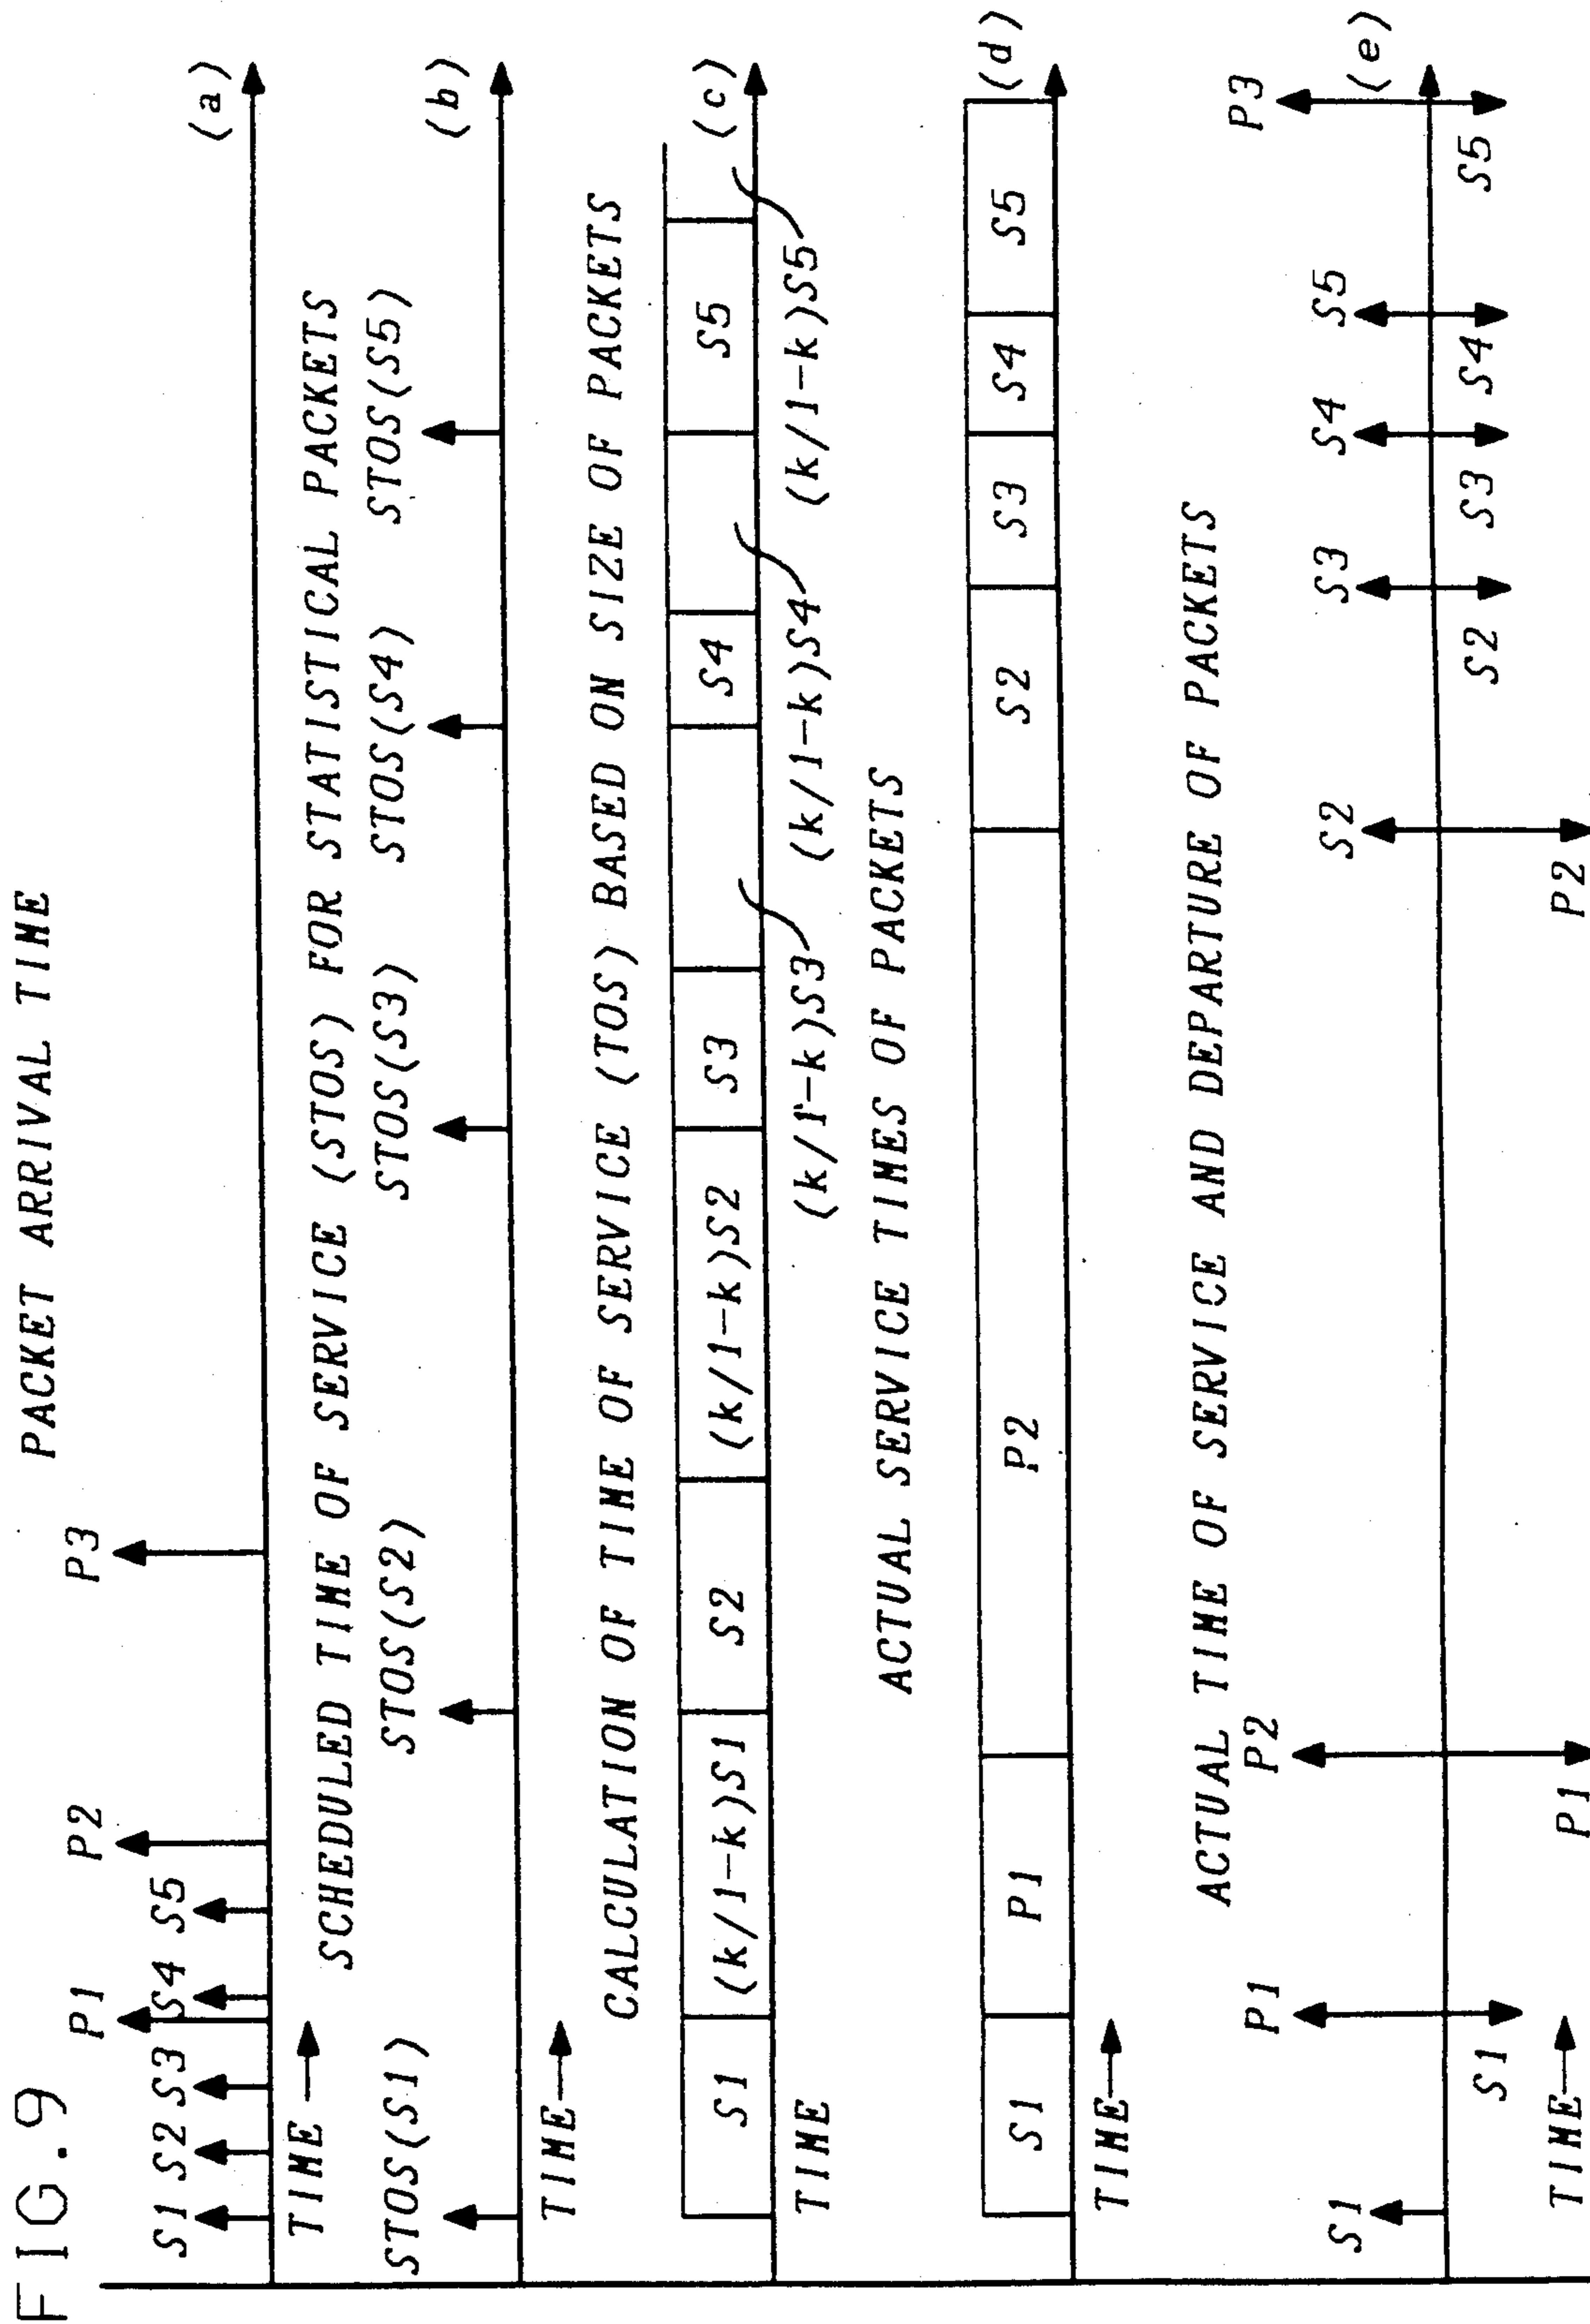 FIG.9
PACKET ARRIVAL TIME
S1 S2 S3 P1 S4 S5 P2 P3
(a)
TIME
SCHEDULED TIME OF SERVICE (STOS) FOR STATISTICAL PACKETS
STOS(S1) STOS(S2) STOS(S3) STOS(S4) STOS(S5)
(b)
TIME
CALCULATION OF TIME OF SERVICE (TOS) BASED ON SIZE OF PACKETS
S1 (k/1-k)S1 S2 (k/1-k)S2 S3 S4 S5
(c)
TIME
(k/1-k)S3 (k/1-k)S4 (k/1-k)S5
ACTUAL SERVICE TIMES OF PACKETS
S1 P1 P2 S2 S3 S4 S5
(d)
TIME
ACTUAL TIME OF SERVICE AND DEPARTURE OF PACKETS
S1 P1 P2 S2 S3 S4 S5 P3
(e)
S1 P1 P2 S2 S3 S4 S5
TIME